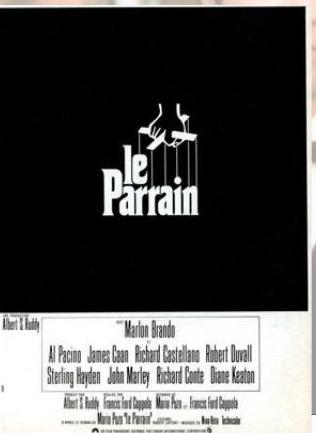 le
Parrain
Albert S. Ruddy
Marlon Brando
Al Pacino James Caan Richard Castellano Robert Duvall
Sterling Hayden John Marley Richard Conte Diane Keaton
Albert S. Ruddy Francis Ford Coppola Mario Puzo et Francis Ford Coppola
Mario Puzo "le Parrain" Nino Rota Technicolor